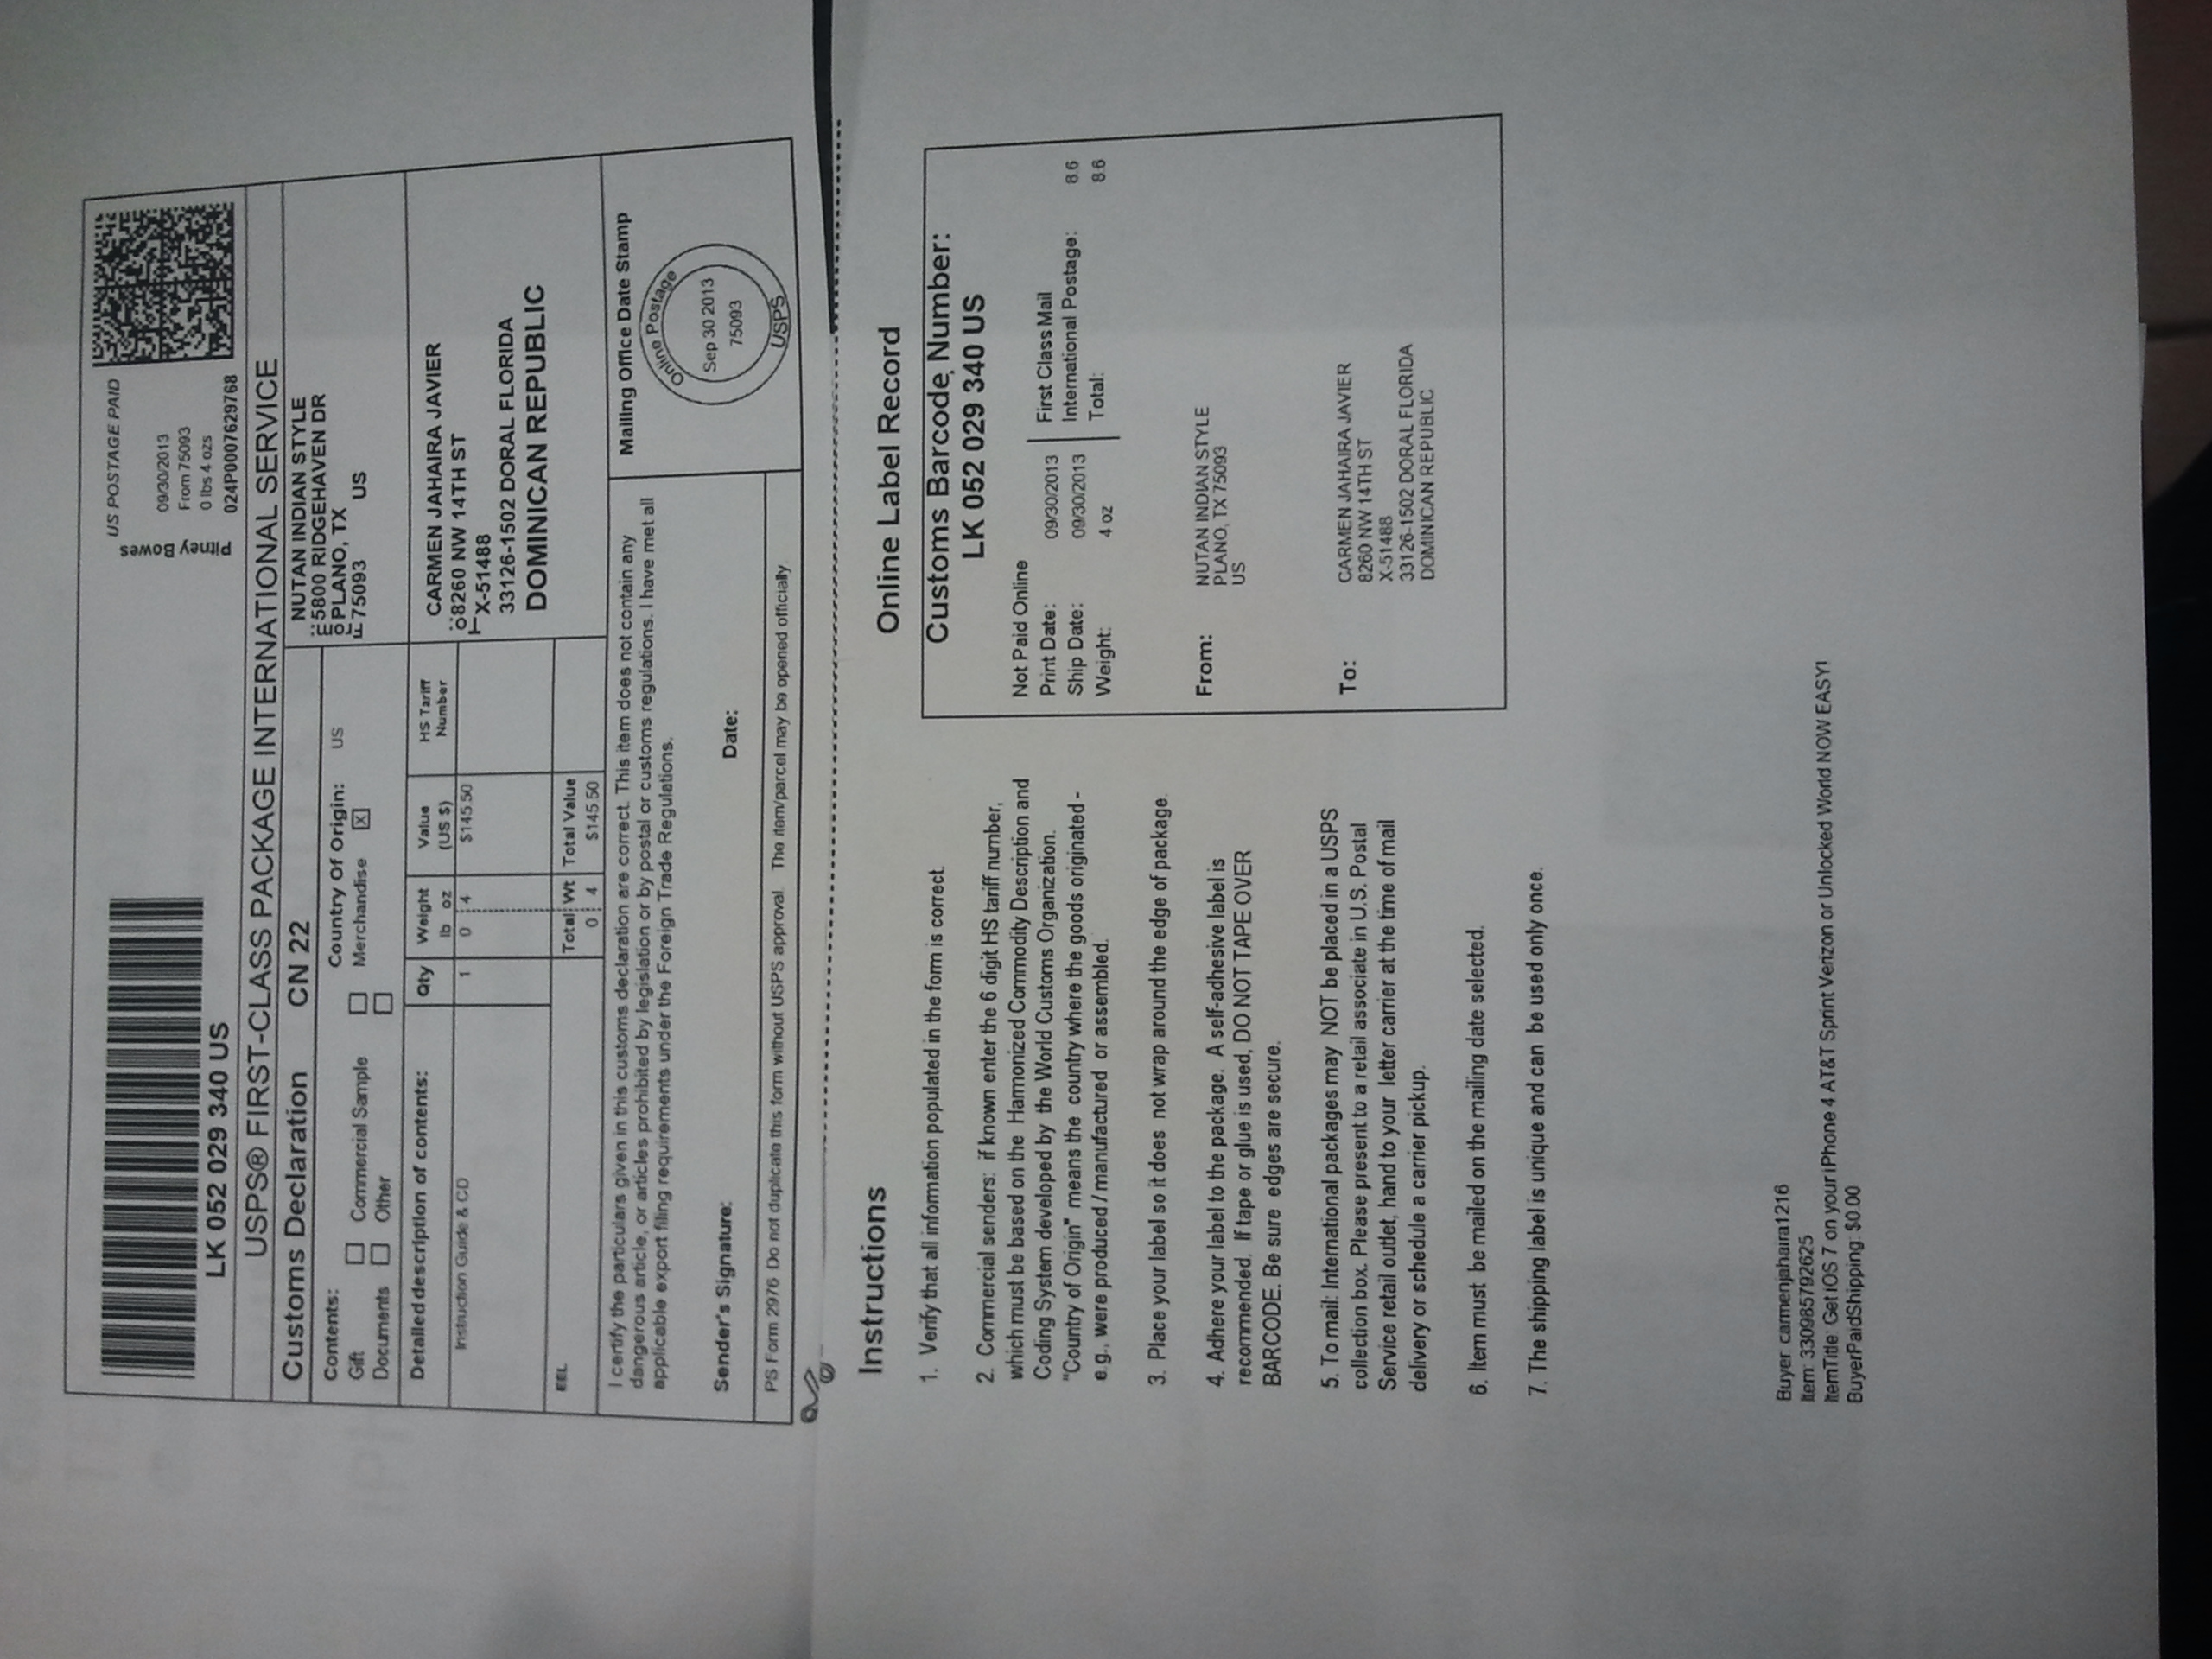 US POSTAGE PAID
09/30/2013
From 75093
0 lbs 4 ozs
Pitney Bowes
024P0007629768
LK 052 029 340 US
USPS® FIRST-CLASS PACKAGE INTERNATIONAL SERVICE
Customs Declaration CN 22
Contents:
Country of Origin: US
Gift
Commercial Sample
Merchandise X
Documents
Other
Detailed description of contents:
Qty
Weight
lb oz
Value
(US $)
HS Tariff
Number
Instruction Guide & CD
1
0 4
$145.50
EEL
Total Wt
0 4
Total Value
$145.50
FROM:
NUTAN INDIAN STYLE
5800 RIDGEHAVEN DR
PLANO, TX
75093 US
TO:
CARMEN JAHAIRA JAVIER
8260 NW 14TH ST
X-51488
33126-1502 DORAL FLORIDA
DOMINICAN REPUBLIC
I certify the particulars given in this customs declaration are correct. This item does not contain any
dangerous article, or articles prohibited by legislation or by postal or customs regulations. I have met all
applicable export filing requirements under the Foreign Trade Regulations.
Sender's Signature:
Date:
Mailing Office Date Stamp
Online Postage
Sep 30 2013
75093
USPS
PS Form 2976 Do not duplicate this form without USPS approval. The item/parcel may be opened officially.
Instructions
1. Verify that all information populated in the form is correct.
2. Commercial senders: if known enter the 6 digit HS tariff number,
which must be based on the Harmonized Commodity Description and
Coding System developed by the World Customs Organization.
"Country of Origin" means the country where the goods originated -
e.g., were produced / manufactured or assembled.
3. Place your label so it does not wrap around the edge of package.
4. Adhere your label to the package. A self-adhesive label is
recommended. If tape or glue is used, DO NOT TAPE OVER
BARCODE. Be sure edges are secure.
5. To mail: International packages may NOT be placed in a USPS
collection box. Please present to a retail associate in U.S. Postal
Service retail outlet, hand to your letter carrier at the time of mail
delivery or schedule a carrier pickup.
6. Item must be mailed on the mailing date selected.
7. The shipping label is unique and can be used only once.
Online Label Record
Customs Barcode Number:
LK 052 029 340 US
Not Paid Online
Print Date: 09/30/2013
Ship Date: 09/30/2013
Weight: 4 oz
First Class Mail
International Postage: 8.6
Total: 8.6
From:
NUTAN INDIAN STYLE
PLANO, TX 75093
US
To:
CARMEN JAHAIRA JAVIER
8260 NW 14TH ST
X-51488
33126-1502 DORAL FLORIDA
DOMINICAN REPUBLIC
Buyer: carmenjahaira1216
Item: 330985792625
ItemTitle: Get iOS 7 on your iPhone 4 AT&T Sprint Verizon or Unlocked World NOW EASY!
BuyerPaidShipping: $0.00